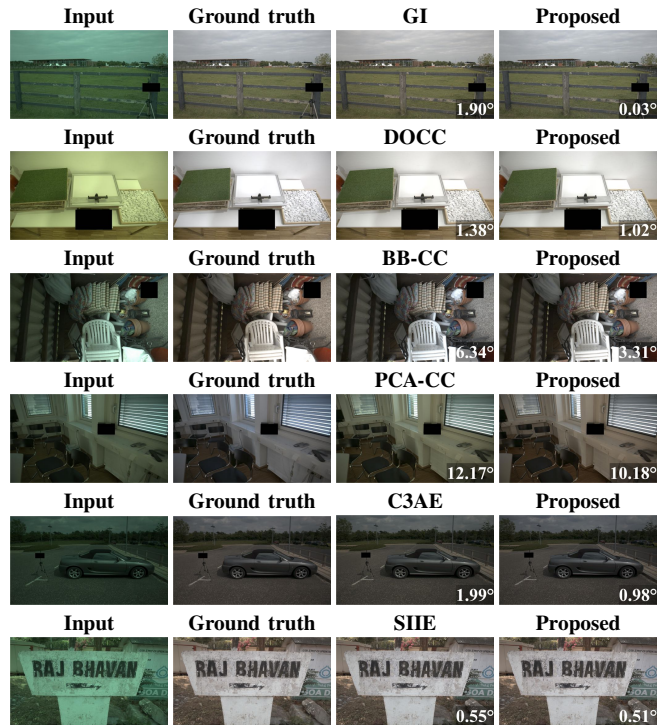 Input Ground truth GI Proposed
1.90° 0.03°
Input Ground truth DOCC Proposed
1.38° 1.02°
Input Ground truth BB-CC Proposed
6.34° 3.31°
Input Ground truth PCA-CC Proposed
12.17° 10.18°
Input Ground truth C3AE Proposed
1.99° 0.98°
Input Ground truth SIIE Proposed
RAJ BHAVAN RAJ BHAVAN RAJ BHAVAN RAJ BHAVAN
0.55° 0.51°